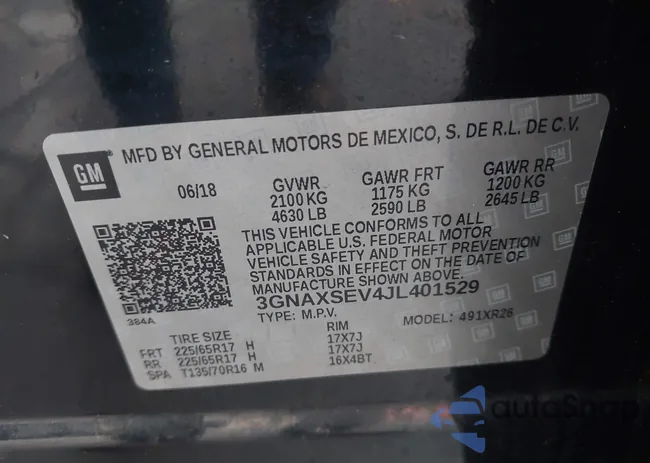 GM
MFD BY GENERAL MOTORS DE MEXICO, S. DE R.L. DE C.V.
06/18 GVWR GAWR FRT GAWR RR
2100 KG 1175 KG 1200 KG
4630 LB 2590 LB 2645 LB
THIS VEHICLE CONFORMS TO ALL
APPLICABLE U.S. FEDERAL MOTOR
VEHICLE SAFETY AND THEFT PREVENTION
STANDARDS IN EFFECT ON THE DATE OF
MANUFACTURE SHOWN ABOVE.
3GNAXSEV4JL401529
384A TYPE: M.P.V. MODEL: 491XR26
TIRE SIZE RIM
FRT 225/65R17 H 17X7J
RR 225/65R17 H 17X7J
SPA T135/70R16 M 16X4BT
autoShap